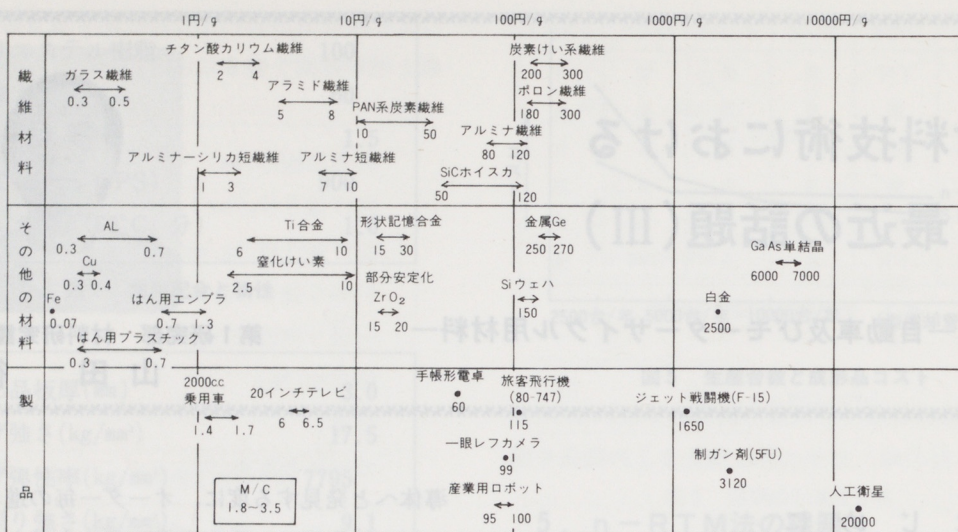 1円/g 10円/g 100円/g 1000円/g 10000円/g
繊維材料
チタン酸カリウム繊維
2 4
炭素けい系繊維
200 300
ガラス繊維
0.3 0.5
アラミド繊維
5 8
ボロン繊維
180 300
PAN系炭素繊維
10 50
アルミナ繊維
80 120
アルミナーシリカ短繊維
1 3
アルミナ短繊維
7 10
SiCホイスカ
50 120
その他の材料
AL
0.3 0.7
Ti合金
6 10
形状記憶合金
15 30
金属Ge
250 270
GaAs単結晶
6000 7000
Cu
0.3 0.4
窒化けい素
2.5 10
部分安定化
ZrO2
15 20
Siウェハ
150
白金
2500
Fe
0.07
はん用エンプラ
0.7 1.3
はん用プラスチック
0.3 0.7
製品
2000cc
乗用車
1.4 1.7
20インチテレビ
6 6.5
手帳形電卓
60
旅客飛行機
(80-747)
115
ジェット戦闘機(F-15)
1650
一眼レフカメラ
99
制ガン剤(5FU)
3120
M/C
1.8-3.5
産業用ロボット
95 100
人工衛星
20000